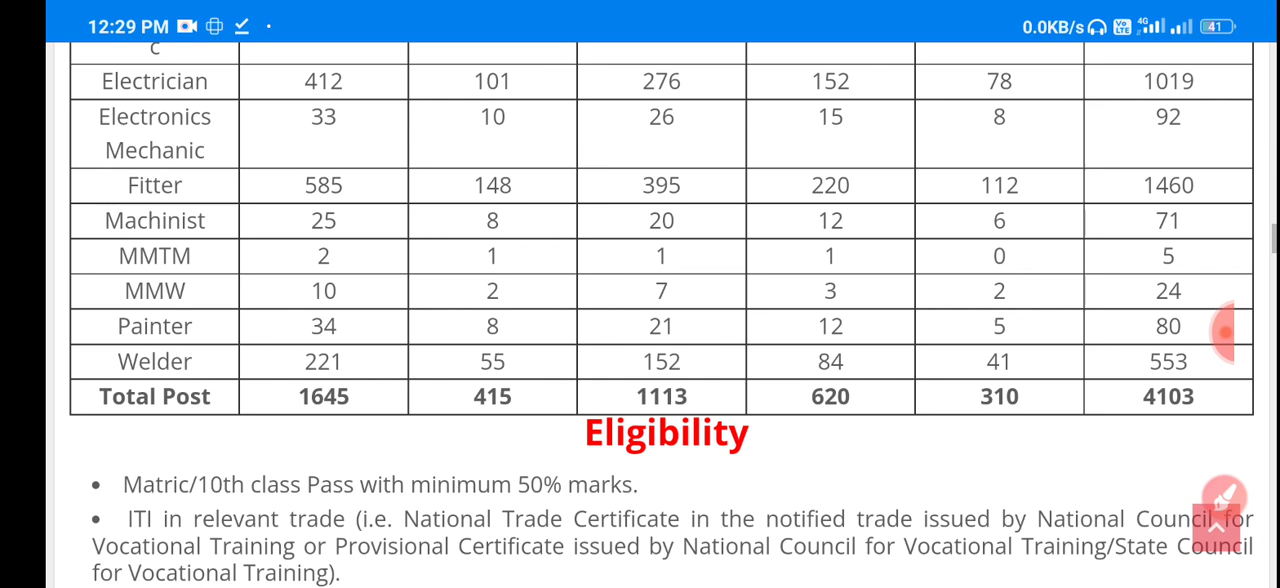 12:29 PM 0.0KB/s Vo LTE 4G 41
c
Electrician 412 101 276 152 78 1019
Electronics 33 10 26 15 8 92
Mechanic
Fitter 585 148 395 220 112 1460
Machinist 25 8 20 12 6 71
MMTM 2 1 1 1 0 5
MMW 10 2 7 3 2 24
Painter 34 8 21 12 5 80
Welder 221 55 152 84 41 553
Total Post 1645 415 1113 620 310 4103
Eligibility
• Matric/10th class Pass with minimum 50% marks.
• ITI in relevant trade (i.e. National Trade Certificate in the notified trade issued by National Council for
Vocational Training or Provisional Certificate issued by National Council for Vocational Training/State Council
for Vocational Training).